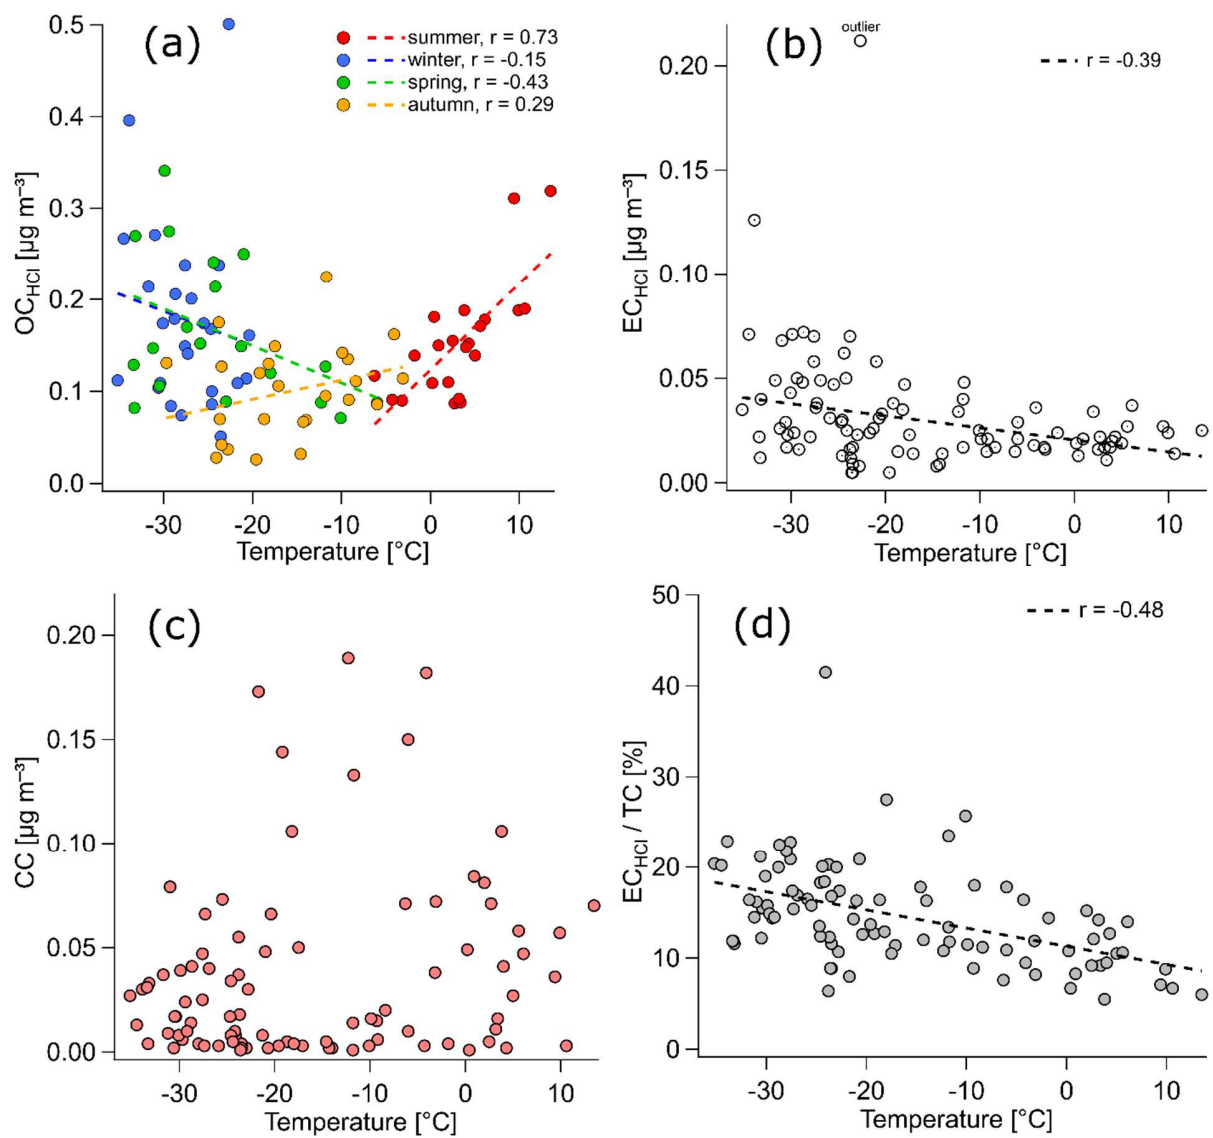 (a)
summer, r = 0.73
winter, r = -0.15
spring, r = -0.43
autumn, r = 0.29
OCHCl [µg m⁻³]
0.5
0.4
0.3
0.2
0.1
0.0
-30 -20 -10 0 10
Temperature [°C]
(b)
outlier
r = -0.39
ECHCl [µg m⁻³]
0.20
0.15
0.10
0.05
0.00
-30 -20 -10 0 10
Temperature [°C]
(c)
CC [µg m⁻³]
0.20
0.15
0.10
0.05
0.00
-30 -20 -10 0 10
Temperature [°C]
(d)
r = -0.48
ECHCl / TC [%]
50
40
30
20
10
0
-30 -20 -10 0 10
Temperature [°C]